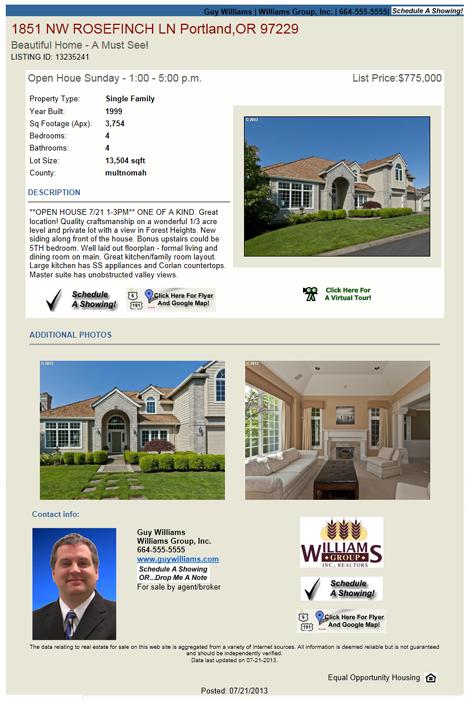 Guy Williams | Williams Group, Inc. | 664-555-5555| Schedule A Showing!
1851 NW ROSEFINCH LN Portland,OR 97229
Beautiful Home - A Must See!
LISTING ID: 13235241
Open Houe Sunday - 1:00 - 5:00 p.m. List Price:$775,000
Property Type: Single Family
Year Built: 1999
Sq Footage (Apx): 3,754
Bedrooms: 4
Bathrooms: 4
Lot Size: 13,504 sqft
County: multnomah
© 2013
DESCRIPTION
**OPEN HOUSE 7/21 1-3PM** ONE OF A KIND. Great
location! Quality craftsmanship on a wonderful 1/3 acre
level and private lot with a view in Forest Heights. New
siding along front of the house. Bonus upstairs could be
5TH bedroom. Well laid out floorplan - formal living and
dining room on main. Great kitchen/family room layout.
Large kitchen has SS appliances and Corian countertops.
Master suite has unobstructed valley views.
Schedule
A Showing!
6
191
Click Here For Flyer
And Google Map!
Click Here For
A Virtual Tour!
ADDITIONAL PHOTOS
© 2013
© 2013
Contact info:
Guy Williams
Williams Group, Inc.
664-555-5555
www.guywilliams.com
Schedule A Showing
OR...Drop Me A Note
For sale by agent/broker
WILLIAMS
GROUP
INC., REALTORS
Schedule
A Showing!
6
191
Click Here For Flyer
And Google Map!
The data relating to real estate for sale on this web site is aggregated from a variety of Internet sources. All information is deemed reliable but is not guaranteed
and should be independently verified.
Data last updated on 07-21-2013.
Equal Opportunity Housing
Posted: 07/21/2013